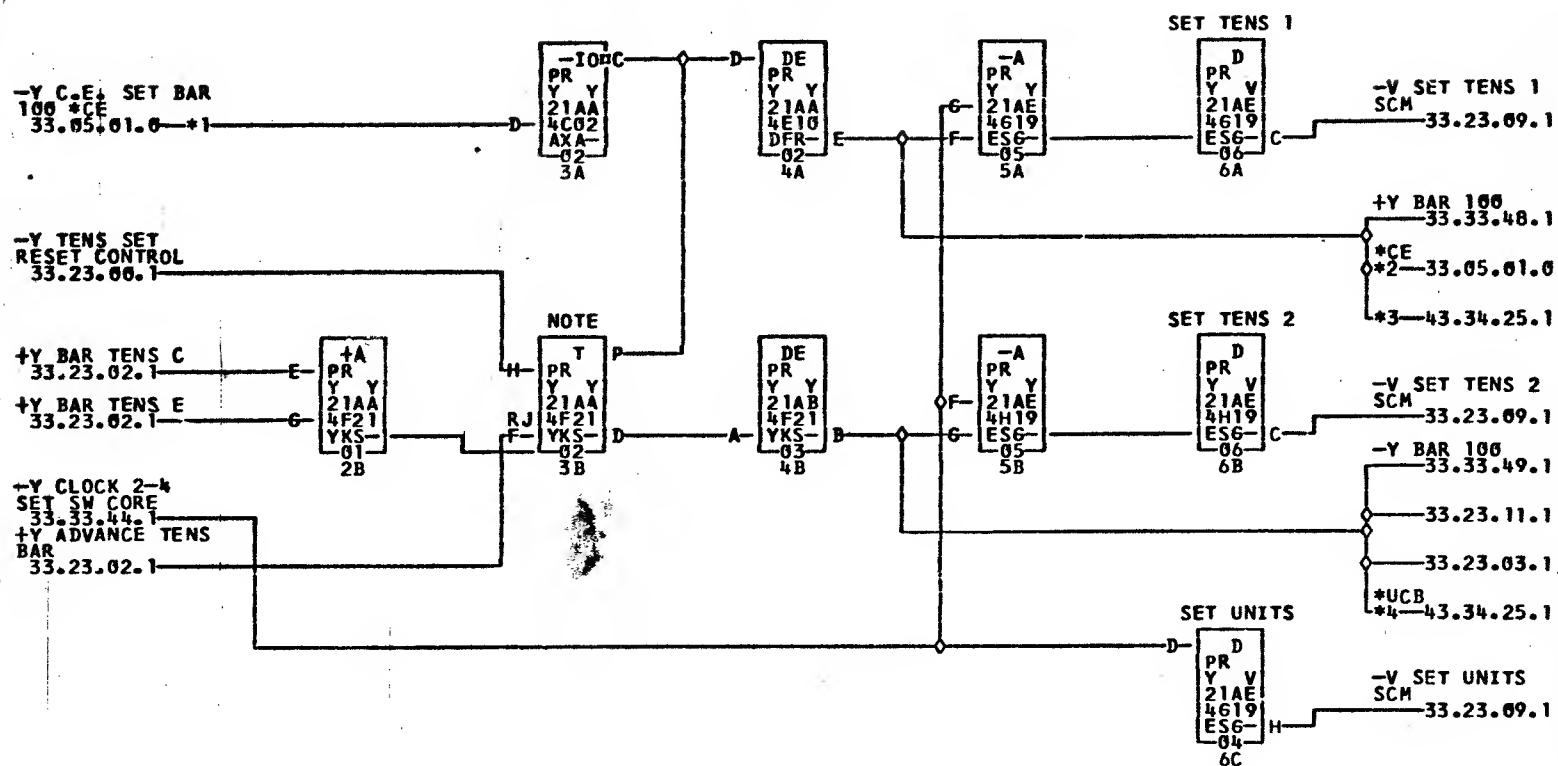 SET TENS 1
-Y C.E. SET BAR
100 *CE
33.05.01.0—*1
D
-IO¤C
PR
Y Y
21AA
4C02
AXA-
02
3A
D
DE
PR
Y Y
21AA
4E10
DFR-
02
4A
E
G
F
-A
PR
Y Y
21AE
4G19
ESG-
05
5A
D
PR
Y V
21AE
4G19
ESG-
06
6A
C
-V SET TENS 1
SCM
33.23.09.1
+Y BAR 100
33.33.48.1
*CE
*2—33.05.01.0
*3—43.34.25.1
-Y TENS SET
RESET CONTROL
33.23.00.1
+Y BAR TENS C
33.23.02.1
+Y BAR TENS E
33.23.02.1
E
G
+A
PR
Y Y
21AA
4F21
YKS-
01
2B
NOTE
H
RJ
F
T
PR
Y Y
21AA
4F21
YKS-
02
3B
P
D
A
DE
PR
Y Y
21AB
4F21
YKS-
03
4B
B
F
G
-A
PR
Y Y
21AE
4H19
ESG-
05
5B
SET TENS 2
D
PR
Y V
21AE
4H19
ESG-
06
6B
C
-V SET TENS 2
SCM
33.23.09.1
-Y BAR 100
33.33.49.1
33.23.11.1
33.23.03.1
*UCB
*4—43.34.25.1
-Y CLOCK 2-4
SET SW CORE
33.33.44.1
+Y ADVANCE TENS
BAR
33.23.02.1
SET UNITS
D
D
PR
Y V
21AE
4G19
ESG-
04
6C
H
-V SET UNITS
SCM
33.23.09.1